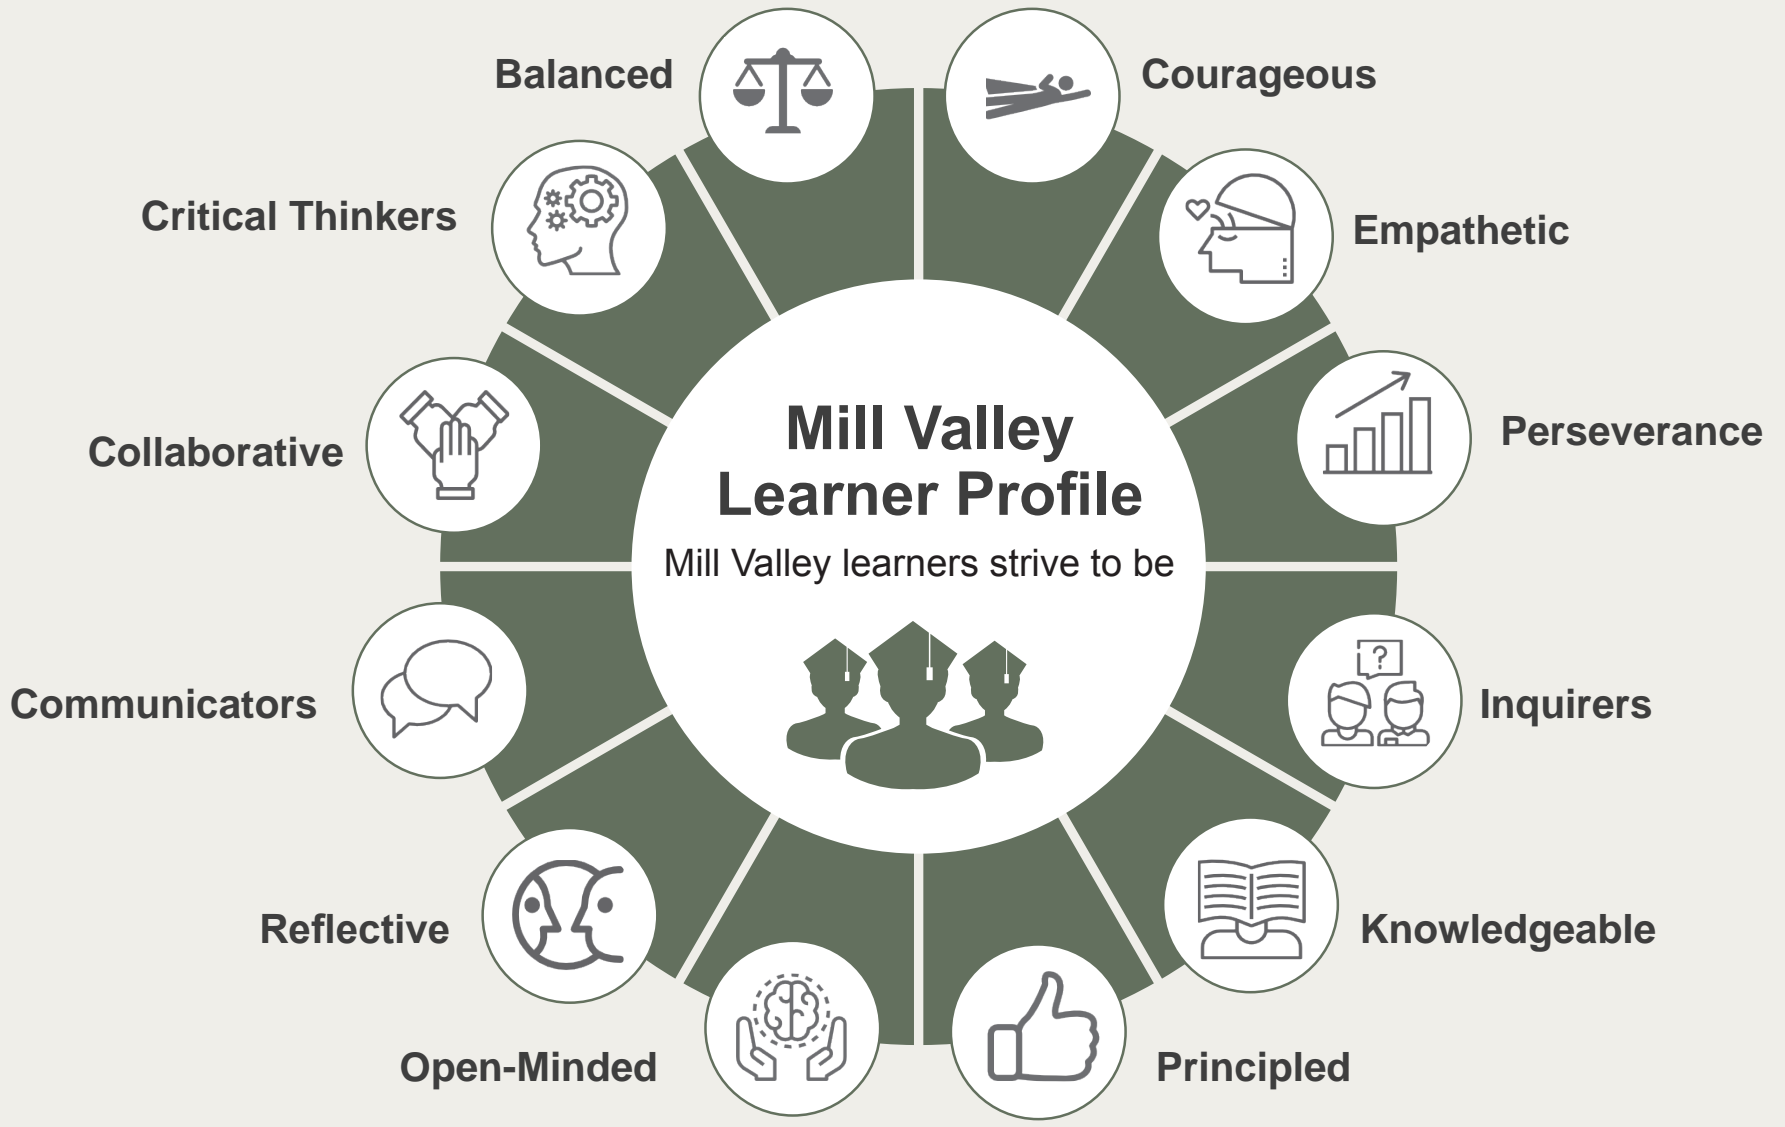 Balanced
Courageous
Critical Thinkers
Empathetic
Collaborative
Perseverance
Mill Valley
Learner Profile
Mill Valley learners strive to be
Communicators
Inquirers
?
Reflective
Knowledgeable
Open-Minded
Principled